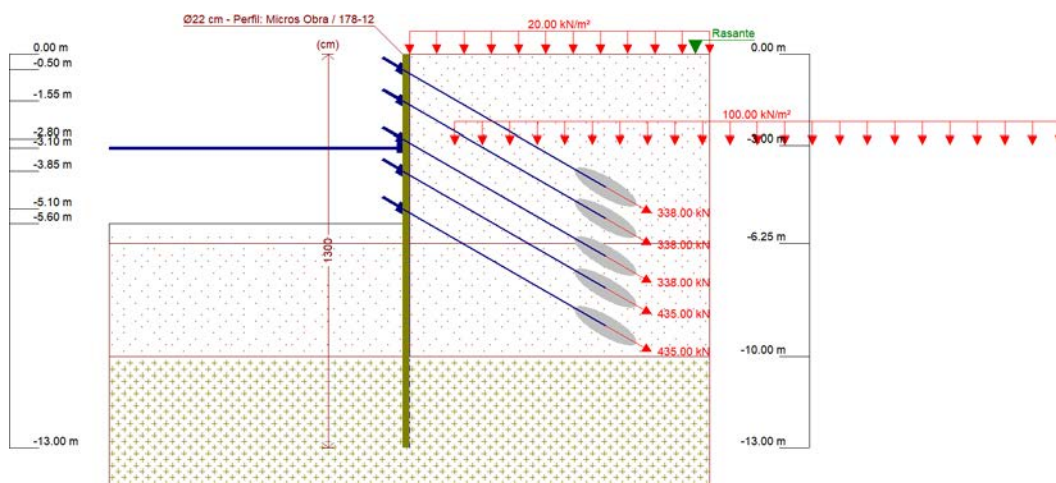 Ø22 cm - Perfil: Micros Obra / 178-12
20.00 kN/m²
Rasante
(cm)
0.00 m
-0.50 m
-1.55 m
-2.80 m
-3.10 m
-3.85 m
-5.10 m
-5.60 m
-13.00 m
1300
100.00 kN/m²
338.00 kN
338.00 kN
338.00 kN
435.00 kN
435.00 kN
0.00 m
-3.00 m
-6.25 m
-10.00 m
-13.00 m